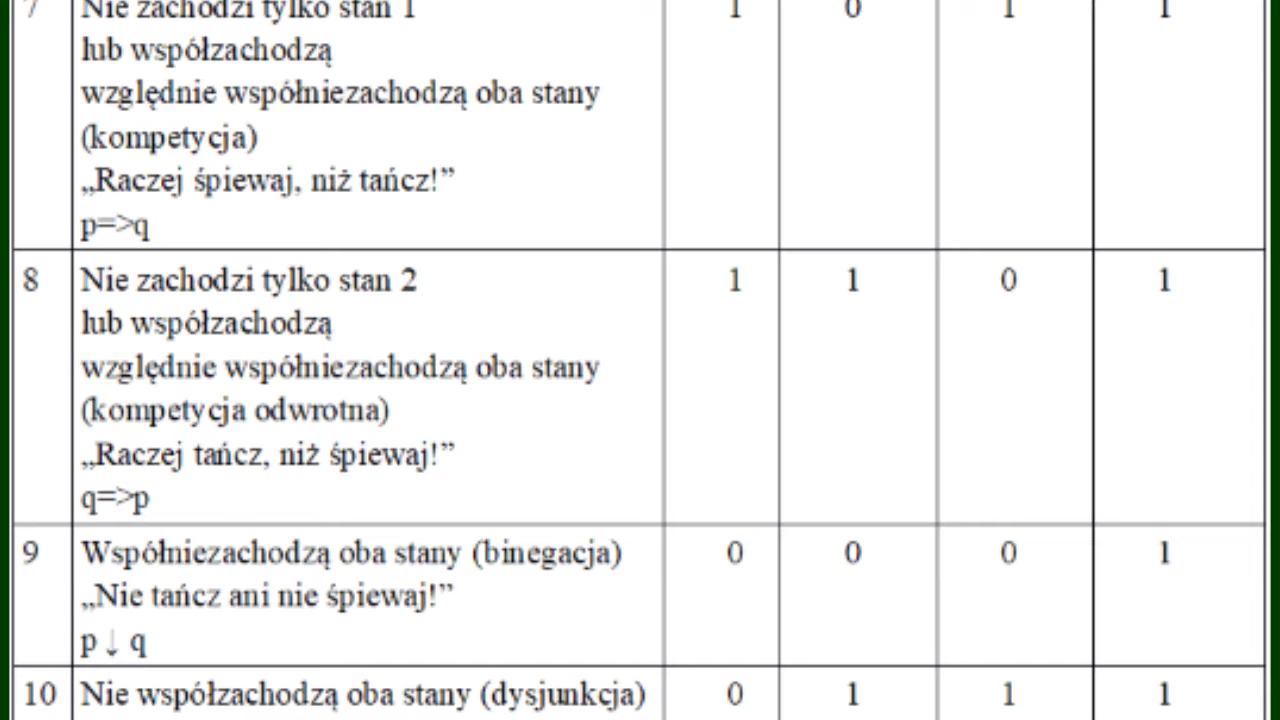 7 Nie zachodzi tylko stan 1 1 0 1 1
lub współzachodzą
względnie współniezachodzą oba stany
(kompetycja)
„Raczej śpiewaj, niż tańcz!”
p=>q
8 Nie zachodzi tylko stan 2 1 1 0 1
lub współzachodzą
względnie współniezachodzą oba stany
(kompetycja odwrotna)
„Raczej tańcz, niż śpiewaj!”
q=>p
9 Współniezachodzą oba stany (binegacja) 0 0 0 1
„Nie tańcz ani nie śpiewaj!”
p ↓ q
10 Nie współzachodzą oba stany (dysjunkcja) 0 1 1 1